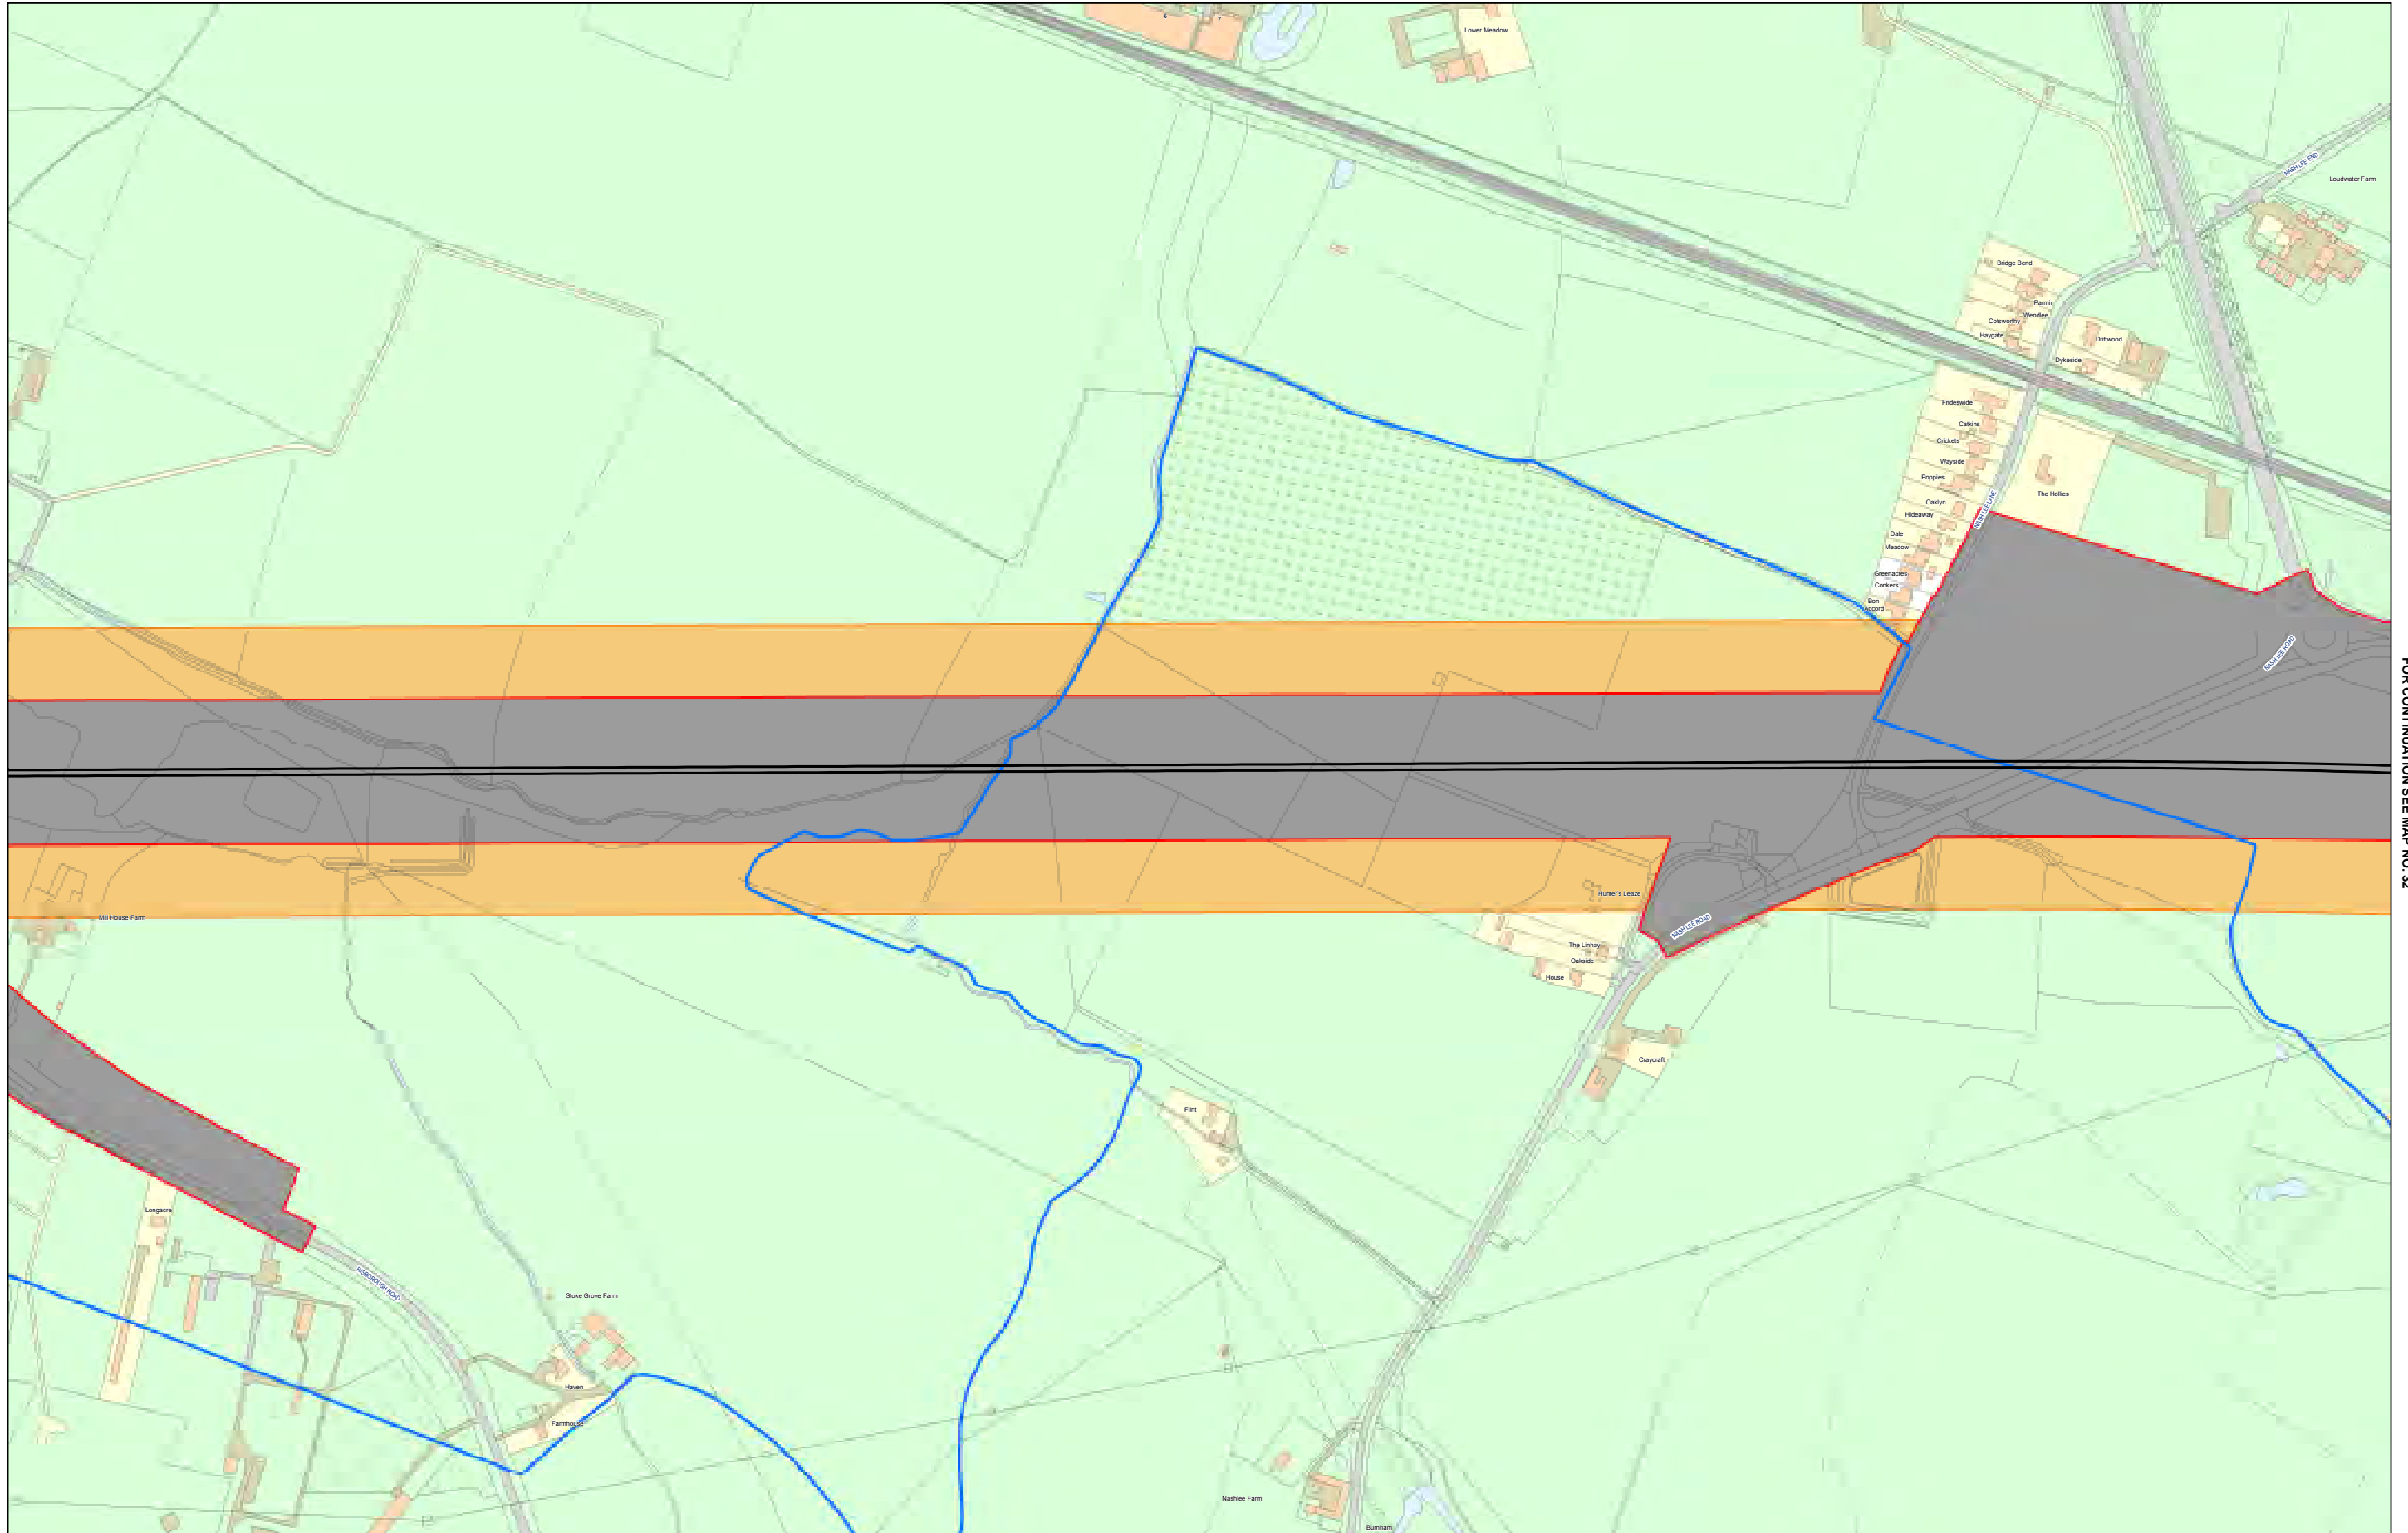 6
7
Lower Meadow
NASH LEE END
Loudwater Farm
Bridge Bend
Parmir
Wendlee
Cotsworthy
Haygate
Driftwood
Dykeside
Frideswide
Catkins
Crickets
Wayside
Poppies
Oaklyn
Hideaway
Dale
Meadow
Greenacres
Conkers
Bon
Accord
The Hollies
NASH LEE LANE
NASH LEE ROAD
FOR CONTINUATION SEE MAP NO. 32
Hunter's Leaze
NASH LEE ROAD
Mill House Farm
The Linhay
Oakside
House
Craycraft
Flint
Longacre
RISBOROUGH ROAD
Stoke Grove Farm
Haven
Farmhouse
Nashlee Farm
Burnham